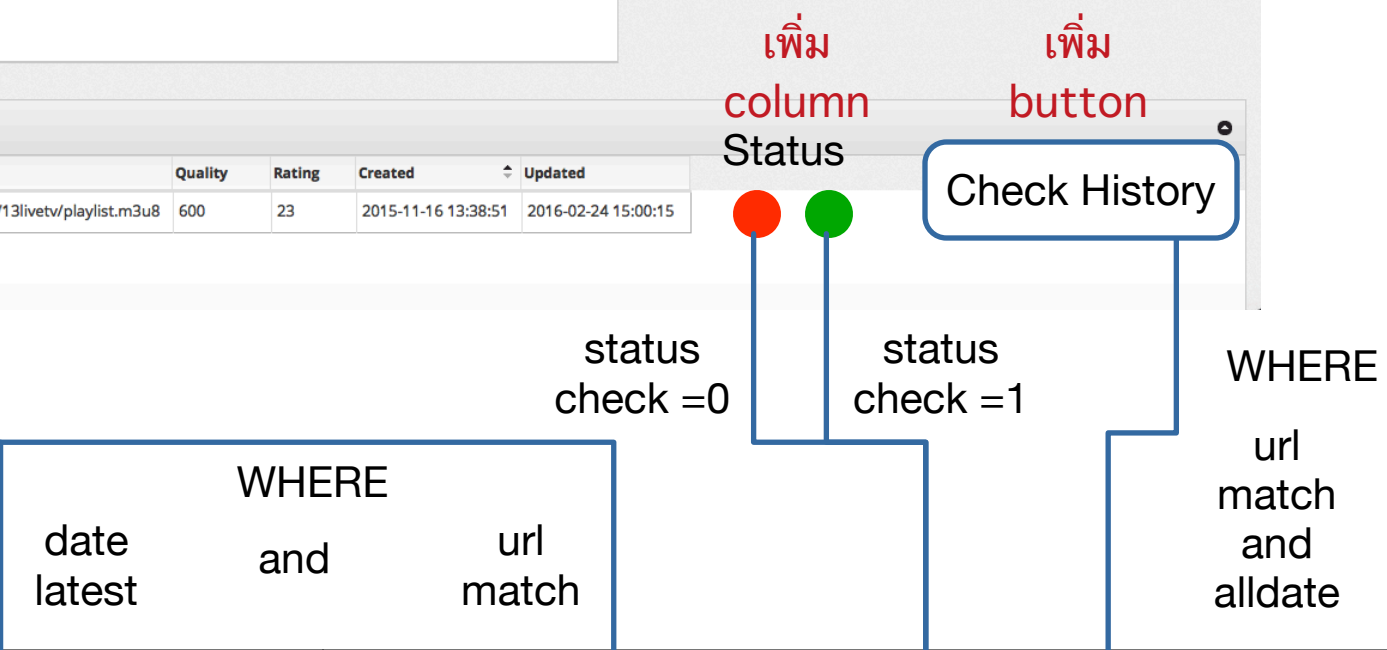 เพิ่ม
column
เพิ่ม
button
Status
Quality Rating Created Updated
/13livetv/playlist.m3u8 600 23 2015-11-16 13:38:51 2016-02-24 15:00:15
Check History
status
check =0
status
check =1
WHERE
url
match
and
alldate
WHERE
date
latest
and
url
match